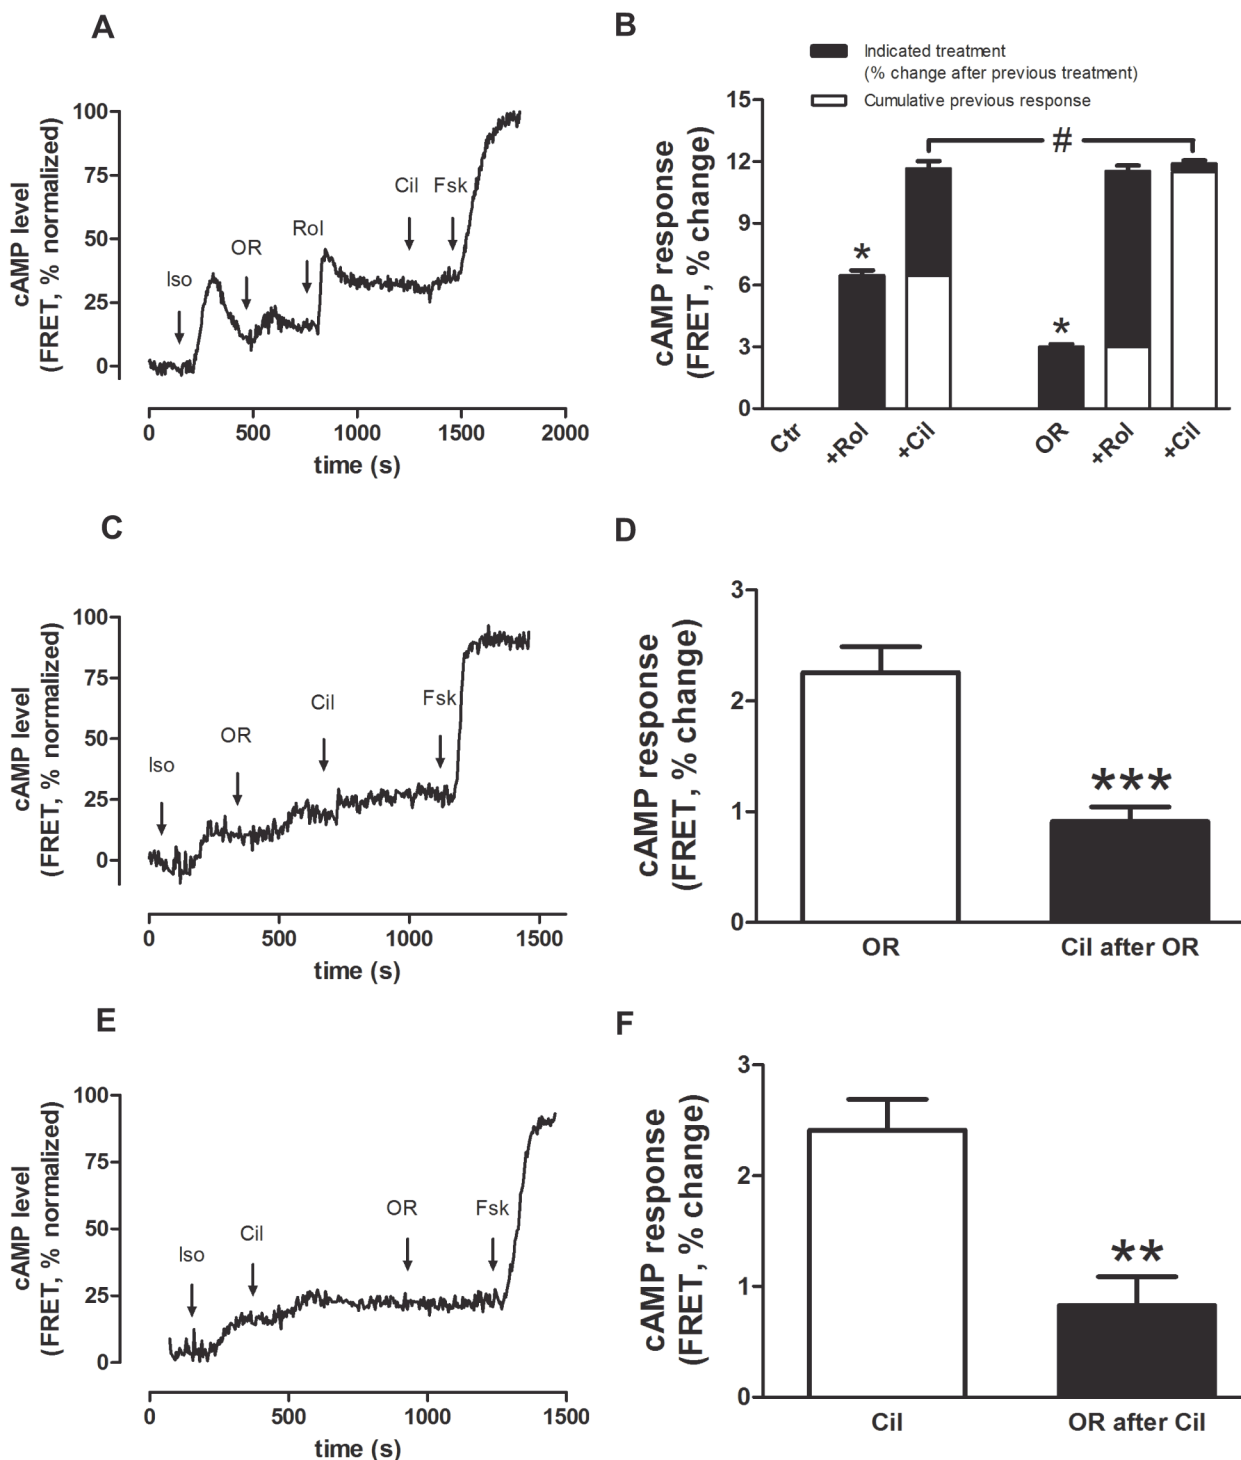 A
cAMP level
(FRET, % normalized)
100
75
50
25
0
Iso
OR
Rol
Cil
Fsk
0
500
1000
1500
2000
time (s)
B
Indicated treatment
(% change after previous treatment)
Cumulative previous response
cAMP response
(FRET, % change)
15
12
9
6
3
0
#
*
*
Ctr
+Rol
+Cil
OR
+Rol
+Cil
C
cAMP level
(FRET, % normalized)
100
75
50
25
0
Iso
OR
Cil
Fsk
0
500
1000
1500
time (s)
D
cAMP response
(FRET, % change)
3
2
1
0
***
OR
Cil after OR
E
cAMP level
(FRET, % normalized)
100
75
50
25
0
Iso
Cil
OR
Fsk
0
500
1000
1500
time (s)
F
cAMP response
(FRET, % change)
3
2
1
0
**
Cil
OR after Cil